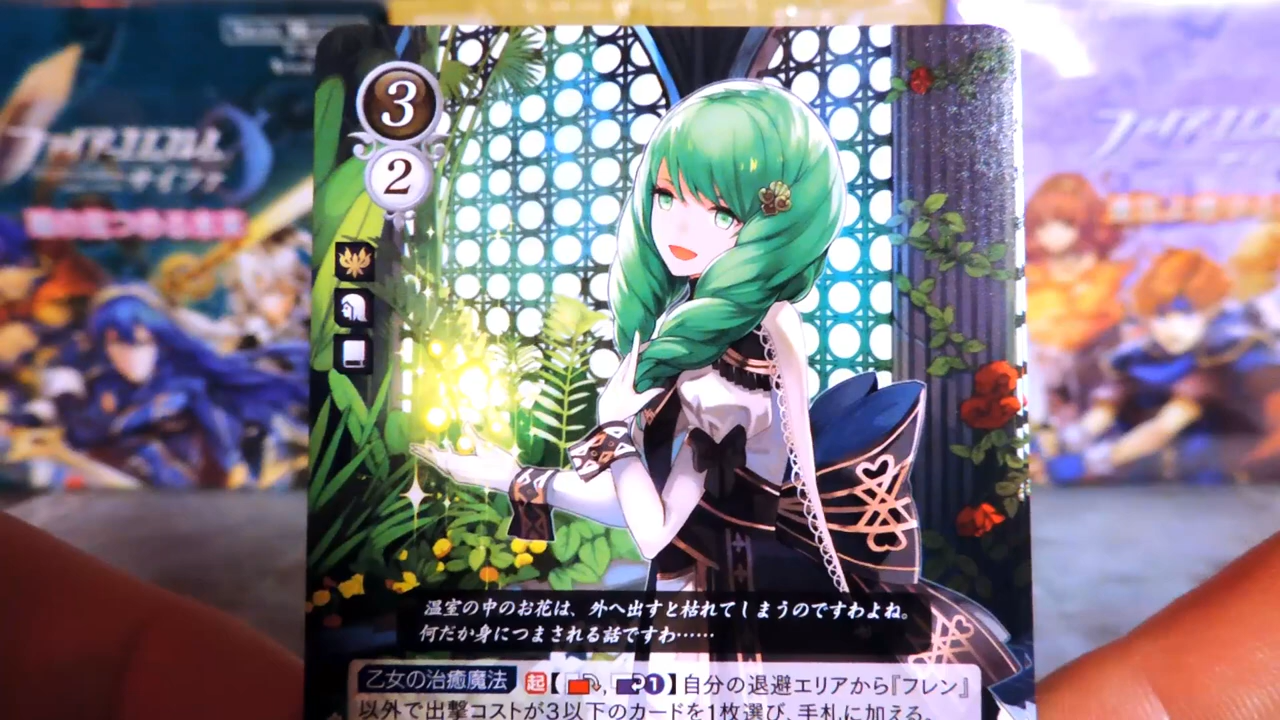 ファイアーエムブレム
サイファ
3
2
温室の中のお花は、外へ出すと枯れてしまうのですわよね。
何だか身につまされる話ですわ……
乙女の治癒魔法 起【 , 1】自分の退避エリアから『フレン』
以外で出撃コストが3以下のカードを1枚選び、手札に加える。